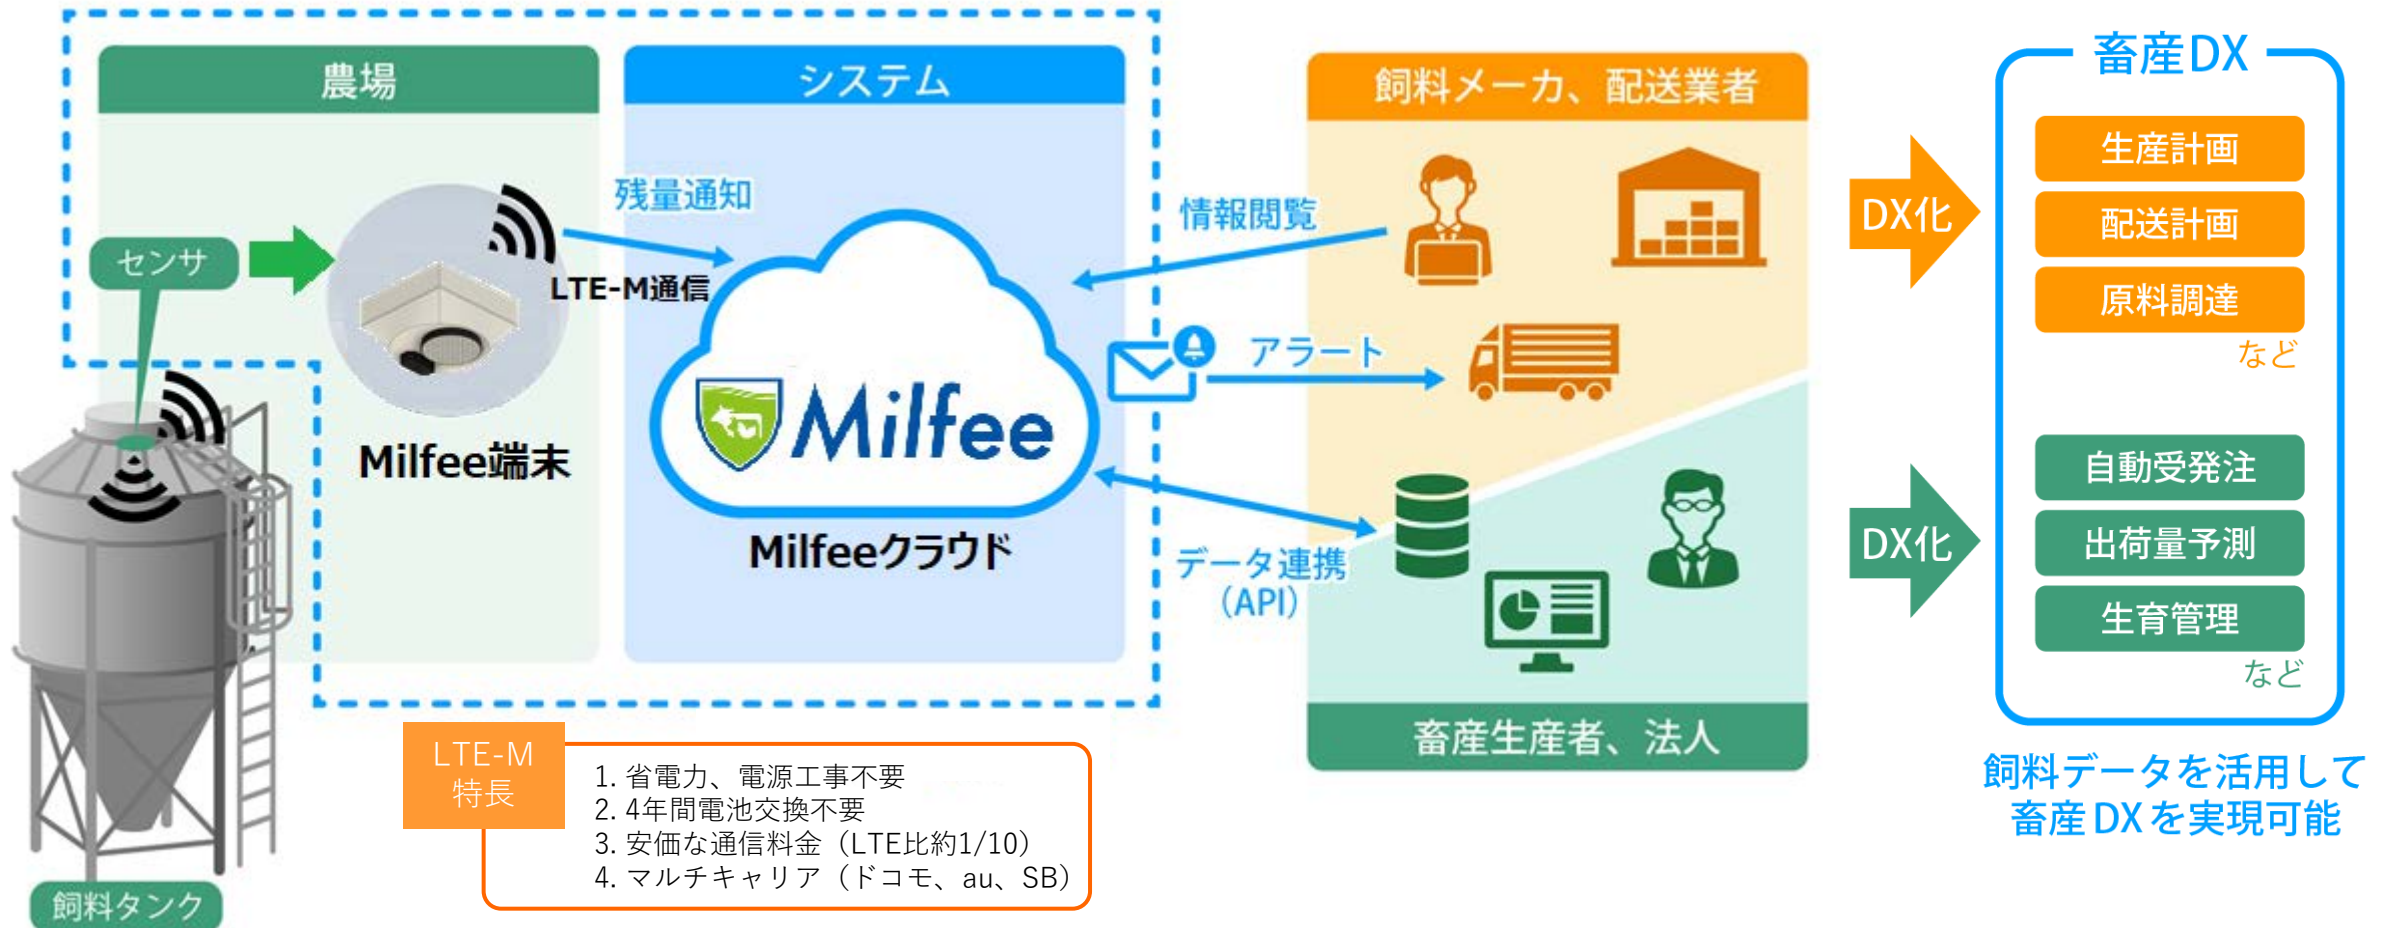 農場
システム
飼料メーカ、配送業者
畜産DX
センサ
残量通知
LTE-M通信
Milfee端末
Milfee
Milfeeクラウド
情報閲覧
アラート
データ連携
（API）
畜産生産者、法人
DX化
DX化
生産計画
配送計画
原料調達
など
自動受発注
出荷量予測
生育管理
など
飼料データを活用して
畜産DXを実現可能
LTE-M
特長
1. 省電力、電源工事不要
2. 4年間電池交換不要
3. 安価な通信料金（LTE比約1/10）
4. マルチキャリア（ドコモ、au、SB）
飼料タンク